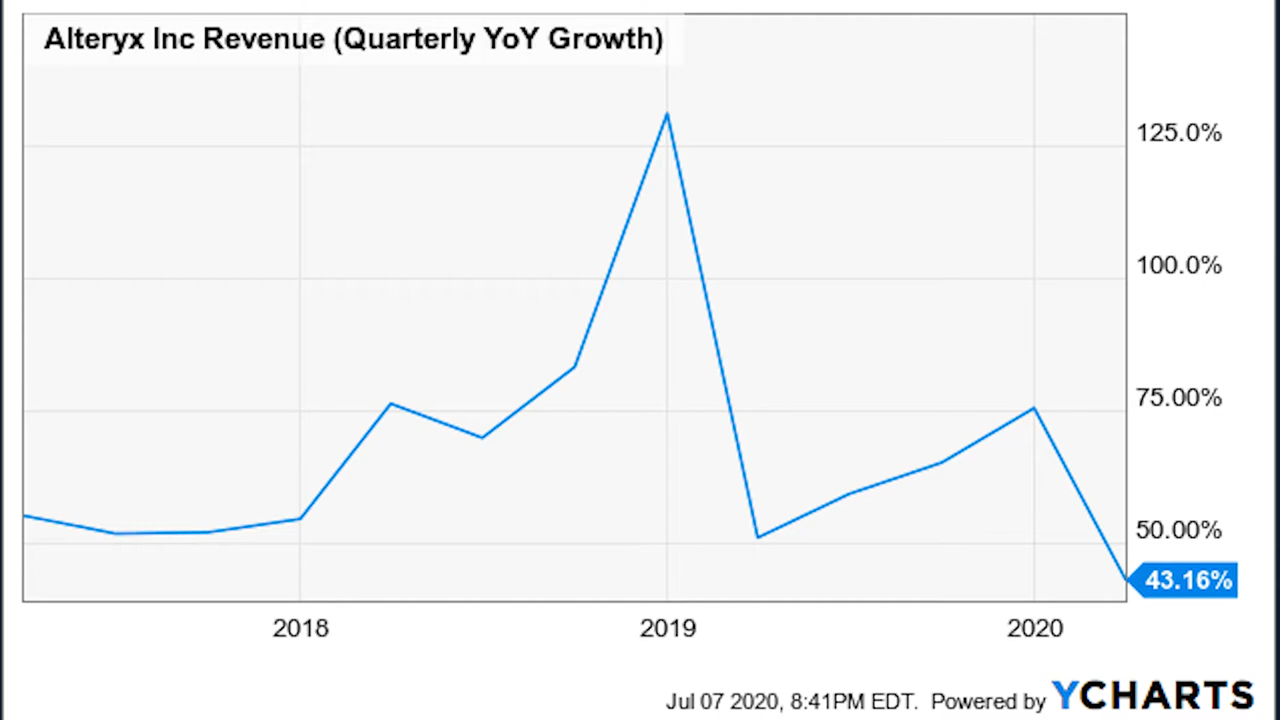 Alteryx Inc Revenue (Quarterly YoY Growth)
125.0%
100.0%
75.00%
50.00%
43.16%
2018 2019 2020
Jul 07 2020, 8:41PM EDT. Powered by YCHARTS